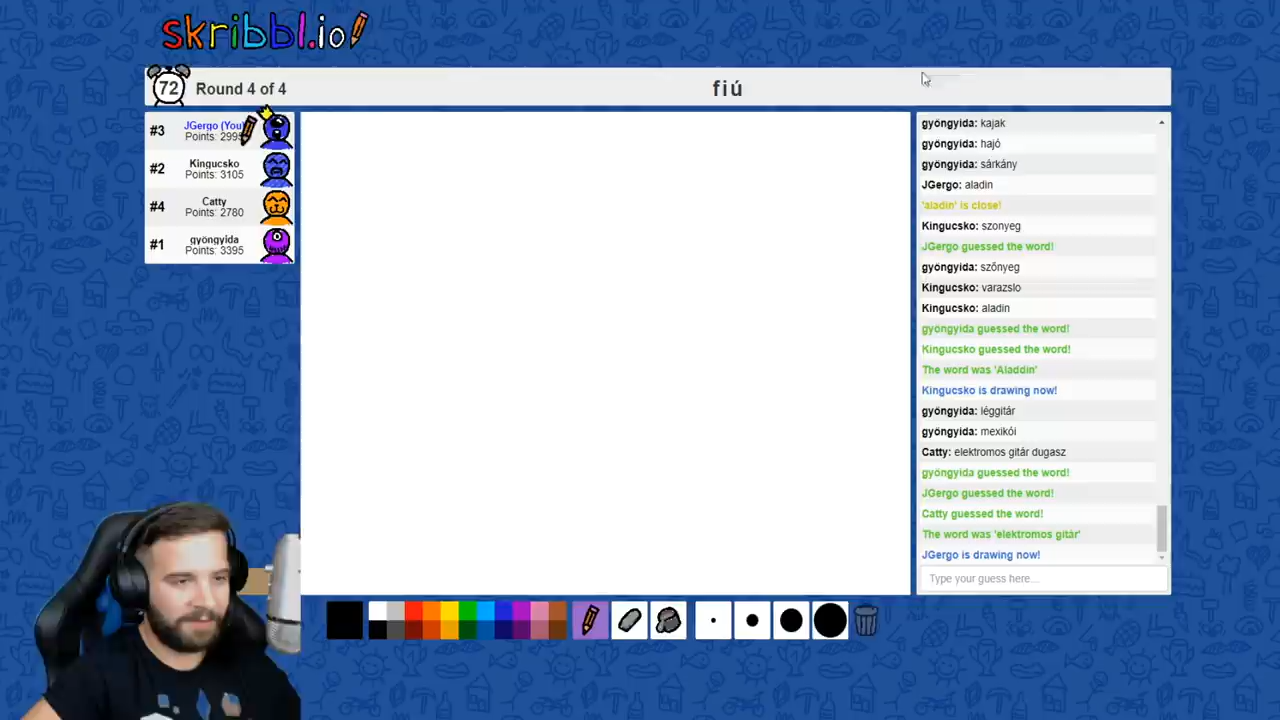 skribbl.io
72
Round 4 of 4
fiú
#3
JGergo (You)
Points: 2995
#2
Kingucsko
Points: 3105
#4
Catty
Points: 2780
#1
gyöngyida
Points: 3395
gyöngyida: kajak
gyöngyida: hajó
gyöngyida: sárkány
JGergo: aladin
'aladin' is close!
Kingucsko: szonyeg
JGergo guessed the word!
gyöngyida: szőnyeg
Kingucsko: varazslo
Kingucsko: aladin
gyöngyida guessed the word!
Kingucsko guessed the word!
The word was 'Aladdin'
Kingucsko is drawing now!
gyöngyida: léggitár
gyöngyida: mexikói
Catty: elektromos gitár dugasz
gyöngyida guessed the word!
JGergo guessed the word!
Catty guessed the word!
The word was 'elektromos gitár'
JGergo is drawing now!
Type your guess here...